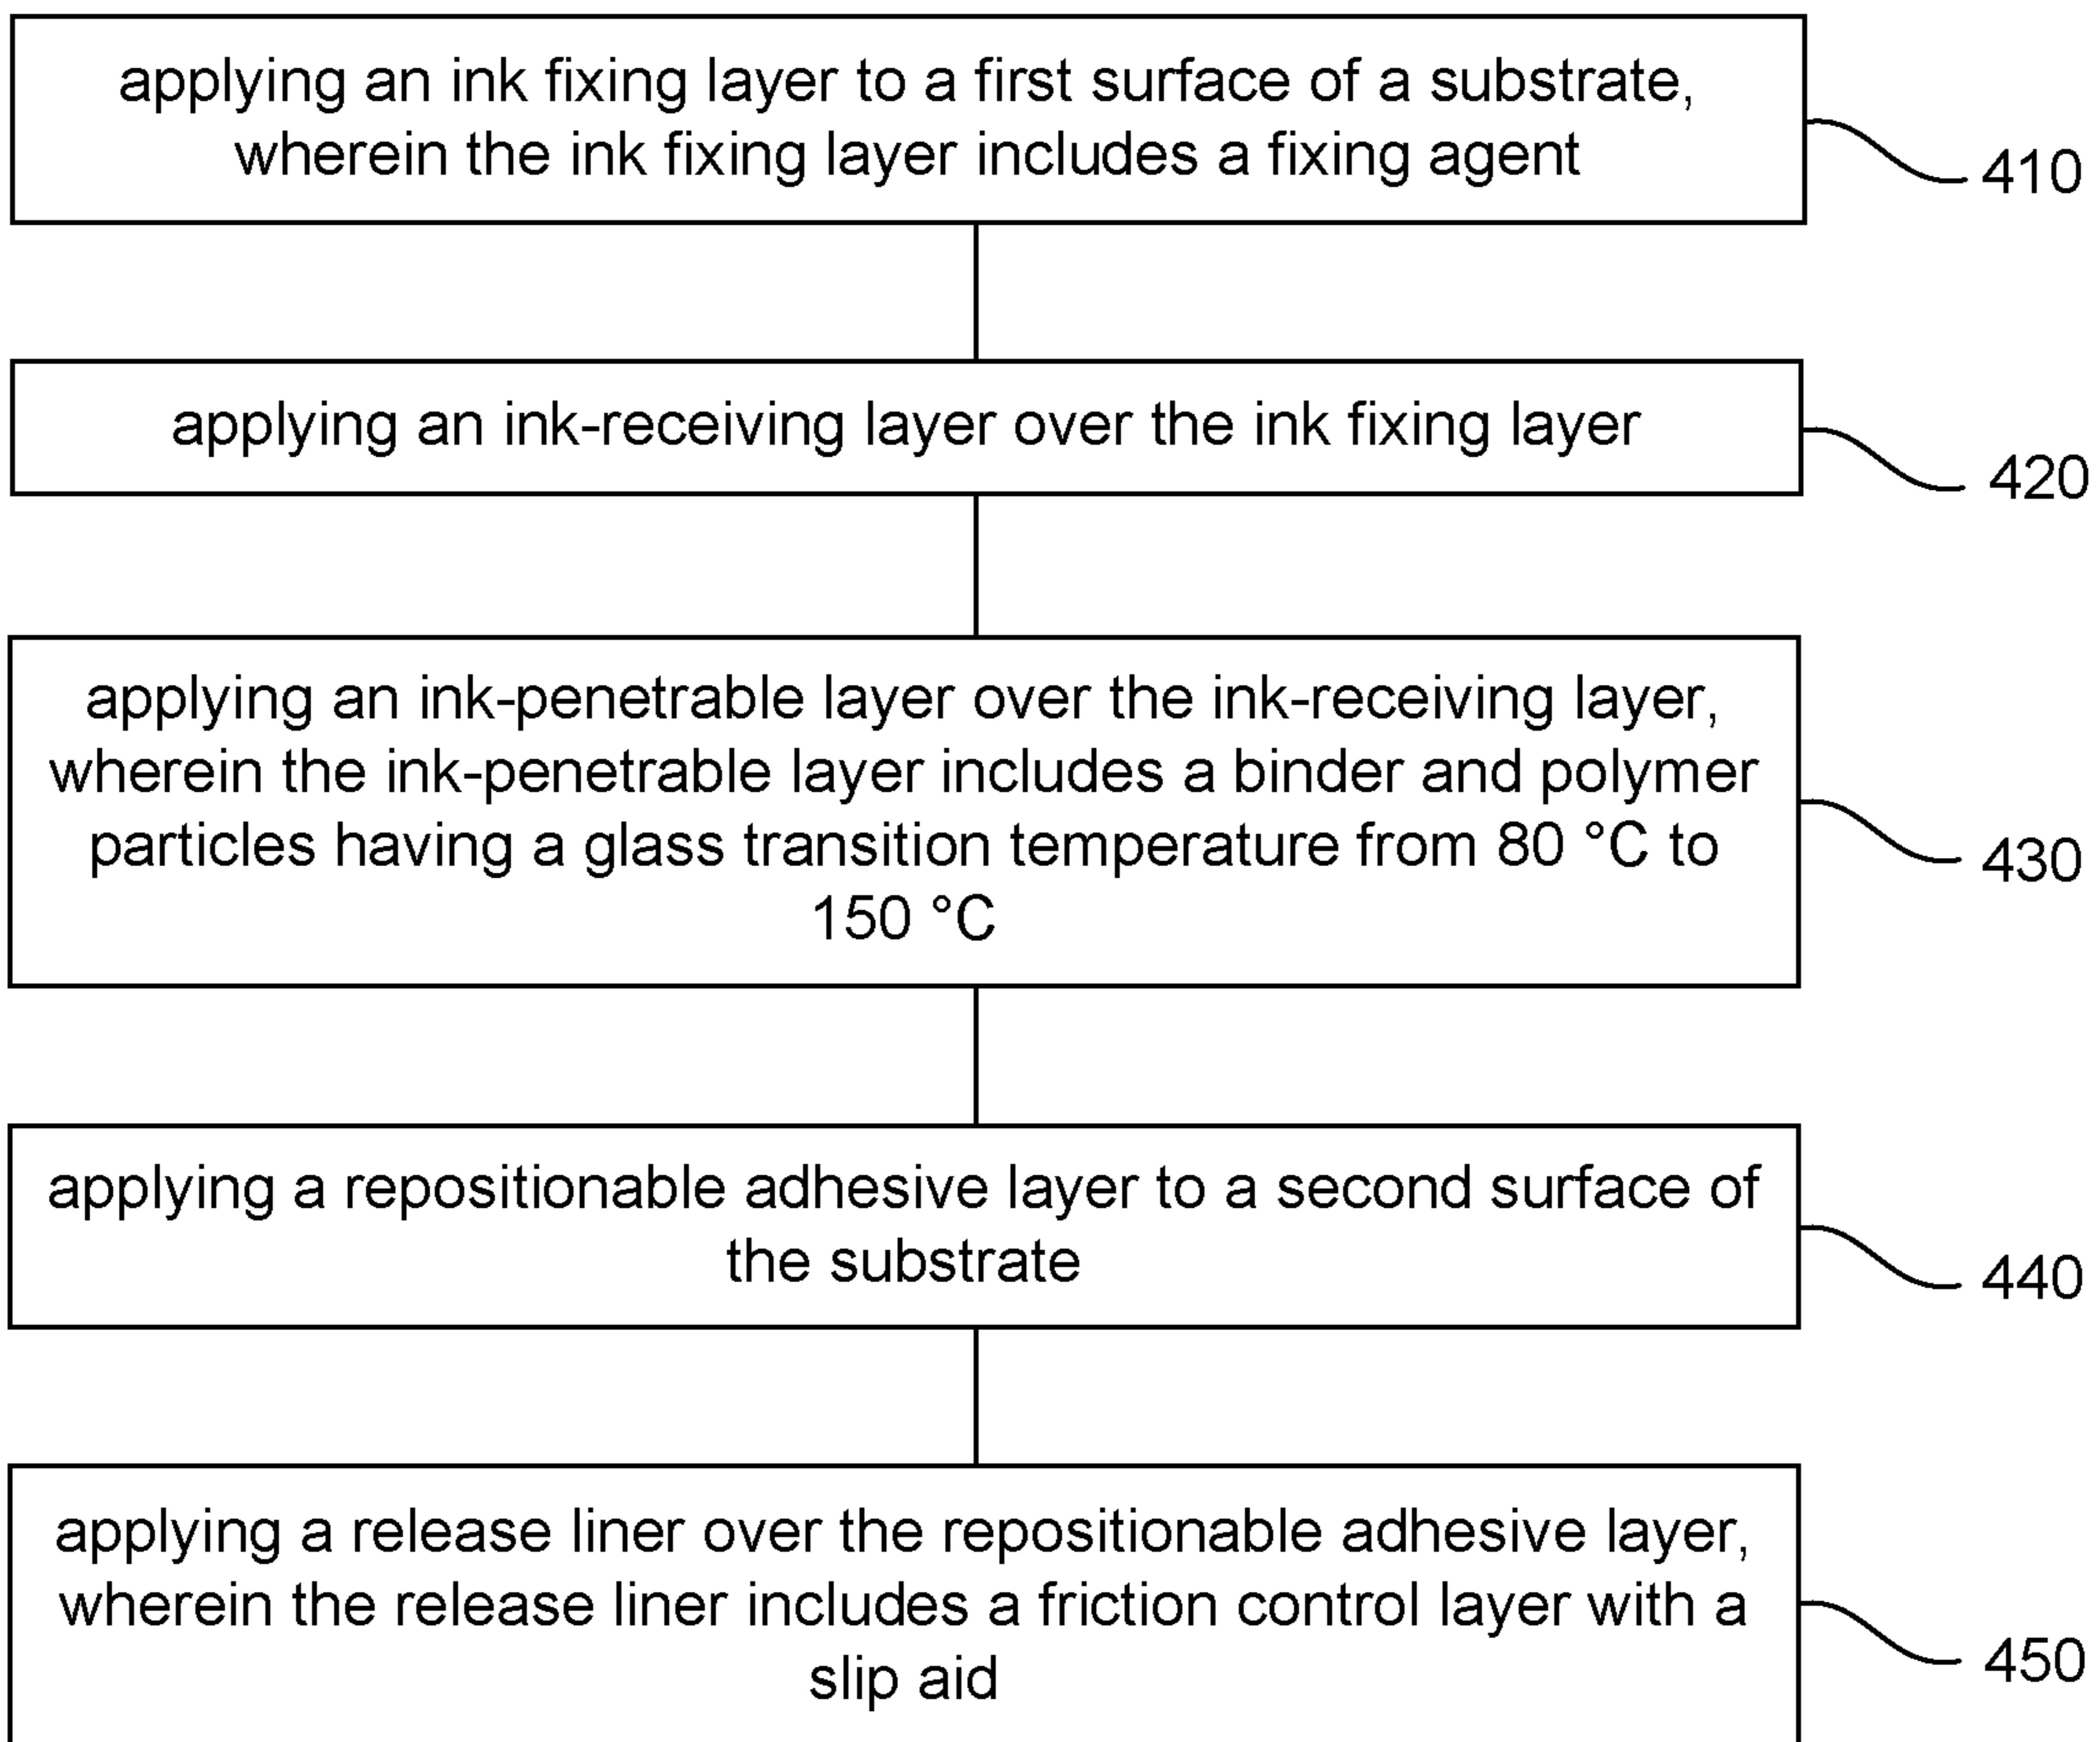 applying an ink fixing layer to a first surface of a substrate,
wherein the ink fixing layer includes a fixing agent
410
applying an ink-receiving layer over the ink fixing layer
420
applying an ink-penetrable layer over the ink-receiving layer,
wherein the ink-penetrable layer includes a binder and polymer
particles having a glass transition temperature from 80 °C to
150 °C
430
applying a repositionable adhesive layer to a second surface of
the substrate
440
applying a release liner over the repositionable adhesive layer,
wherein the release liner includes a friction control layer with a
slip aid
450